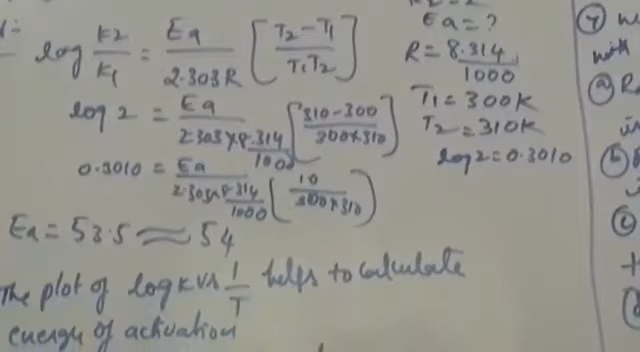 log K2/K1 = Ea/2.303R [T2-T1/T1T2]
log 2 = Ea/2.303×8.314/1000 [310-300/300×310]
0.3010 = Ea/2.303×8.314/1000 (10/300×310)
Ea = 53.5 ≈ 54
The plot of log K vs 1/T helps to calculate
energy of activation
Ea = ?
R = 8.314/1000
T1 = 300K
T2 = 310K
log 2 = 0.3010
(a)
(b)
(c)